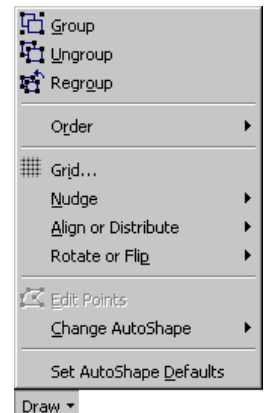 Group
Ungroup
Regroup
Order
Grid...
Nudge
Align or Distribute
Rotate or Flip
Edit Points
Change AutoShape
Set AutoShape Defaults
Draw